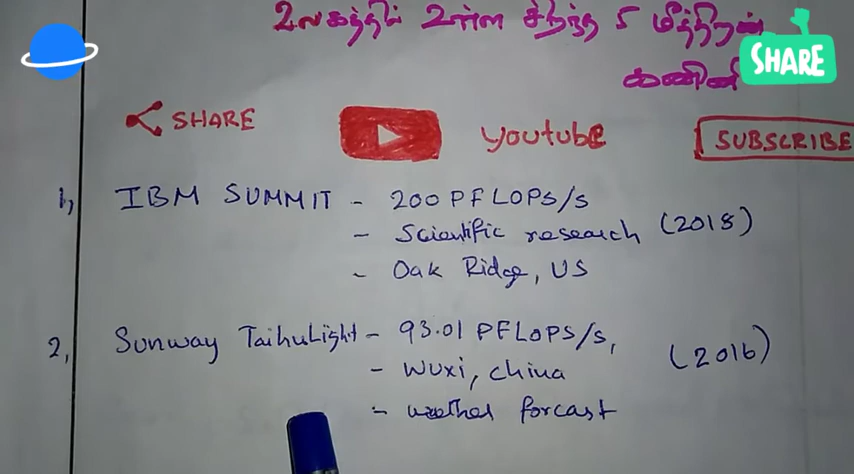 உலகத்தில் உள்ள சிறந்த 5 மீத்திறன்
கணினி
SHARE
SHARE
youtube
SUBSCRIBE
1, IBM SUMMIT - 200 PFLOPS/s
- Scientific research (2018)
- Oak Ridge, US
2, Sunway TaihuLight - 93.01 PFLOPS/s,
- Wuxi, China (2016)
- forcast